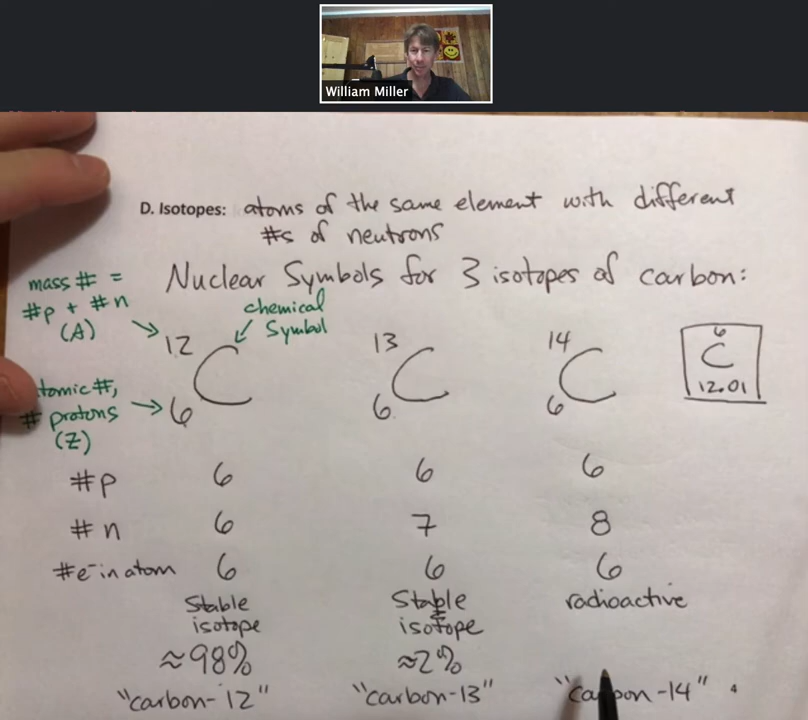 William Miller
D. Isotopes: atoms of the same element with different
#s of neutrons
Nuclear Symbols for 3 isotopes of carbon:
mass # =
#p + #n
(A)
chemical
Symbol
12 C 13 C 14 C
6 6 6
6
C
12.01
tomic #,
# protons
(Z)
#p 6 6 6
#n 6 7 8
#e⁻ in atom 6 6 6
Stable Stable radioactive
isotope isotope
≈98% ≈2%
"carbon-12" "carbon-13" "carbon-14" 4